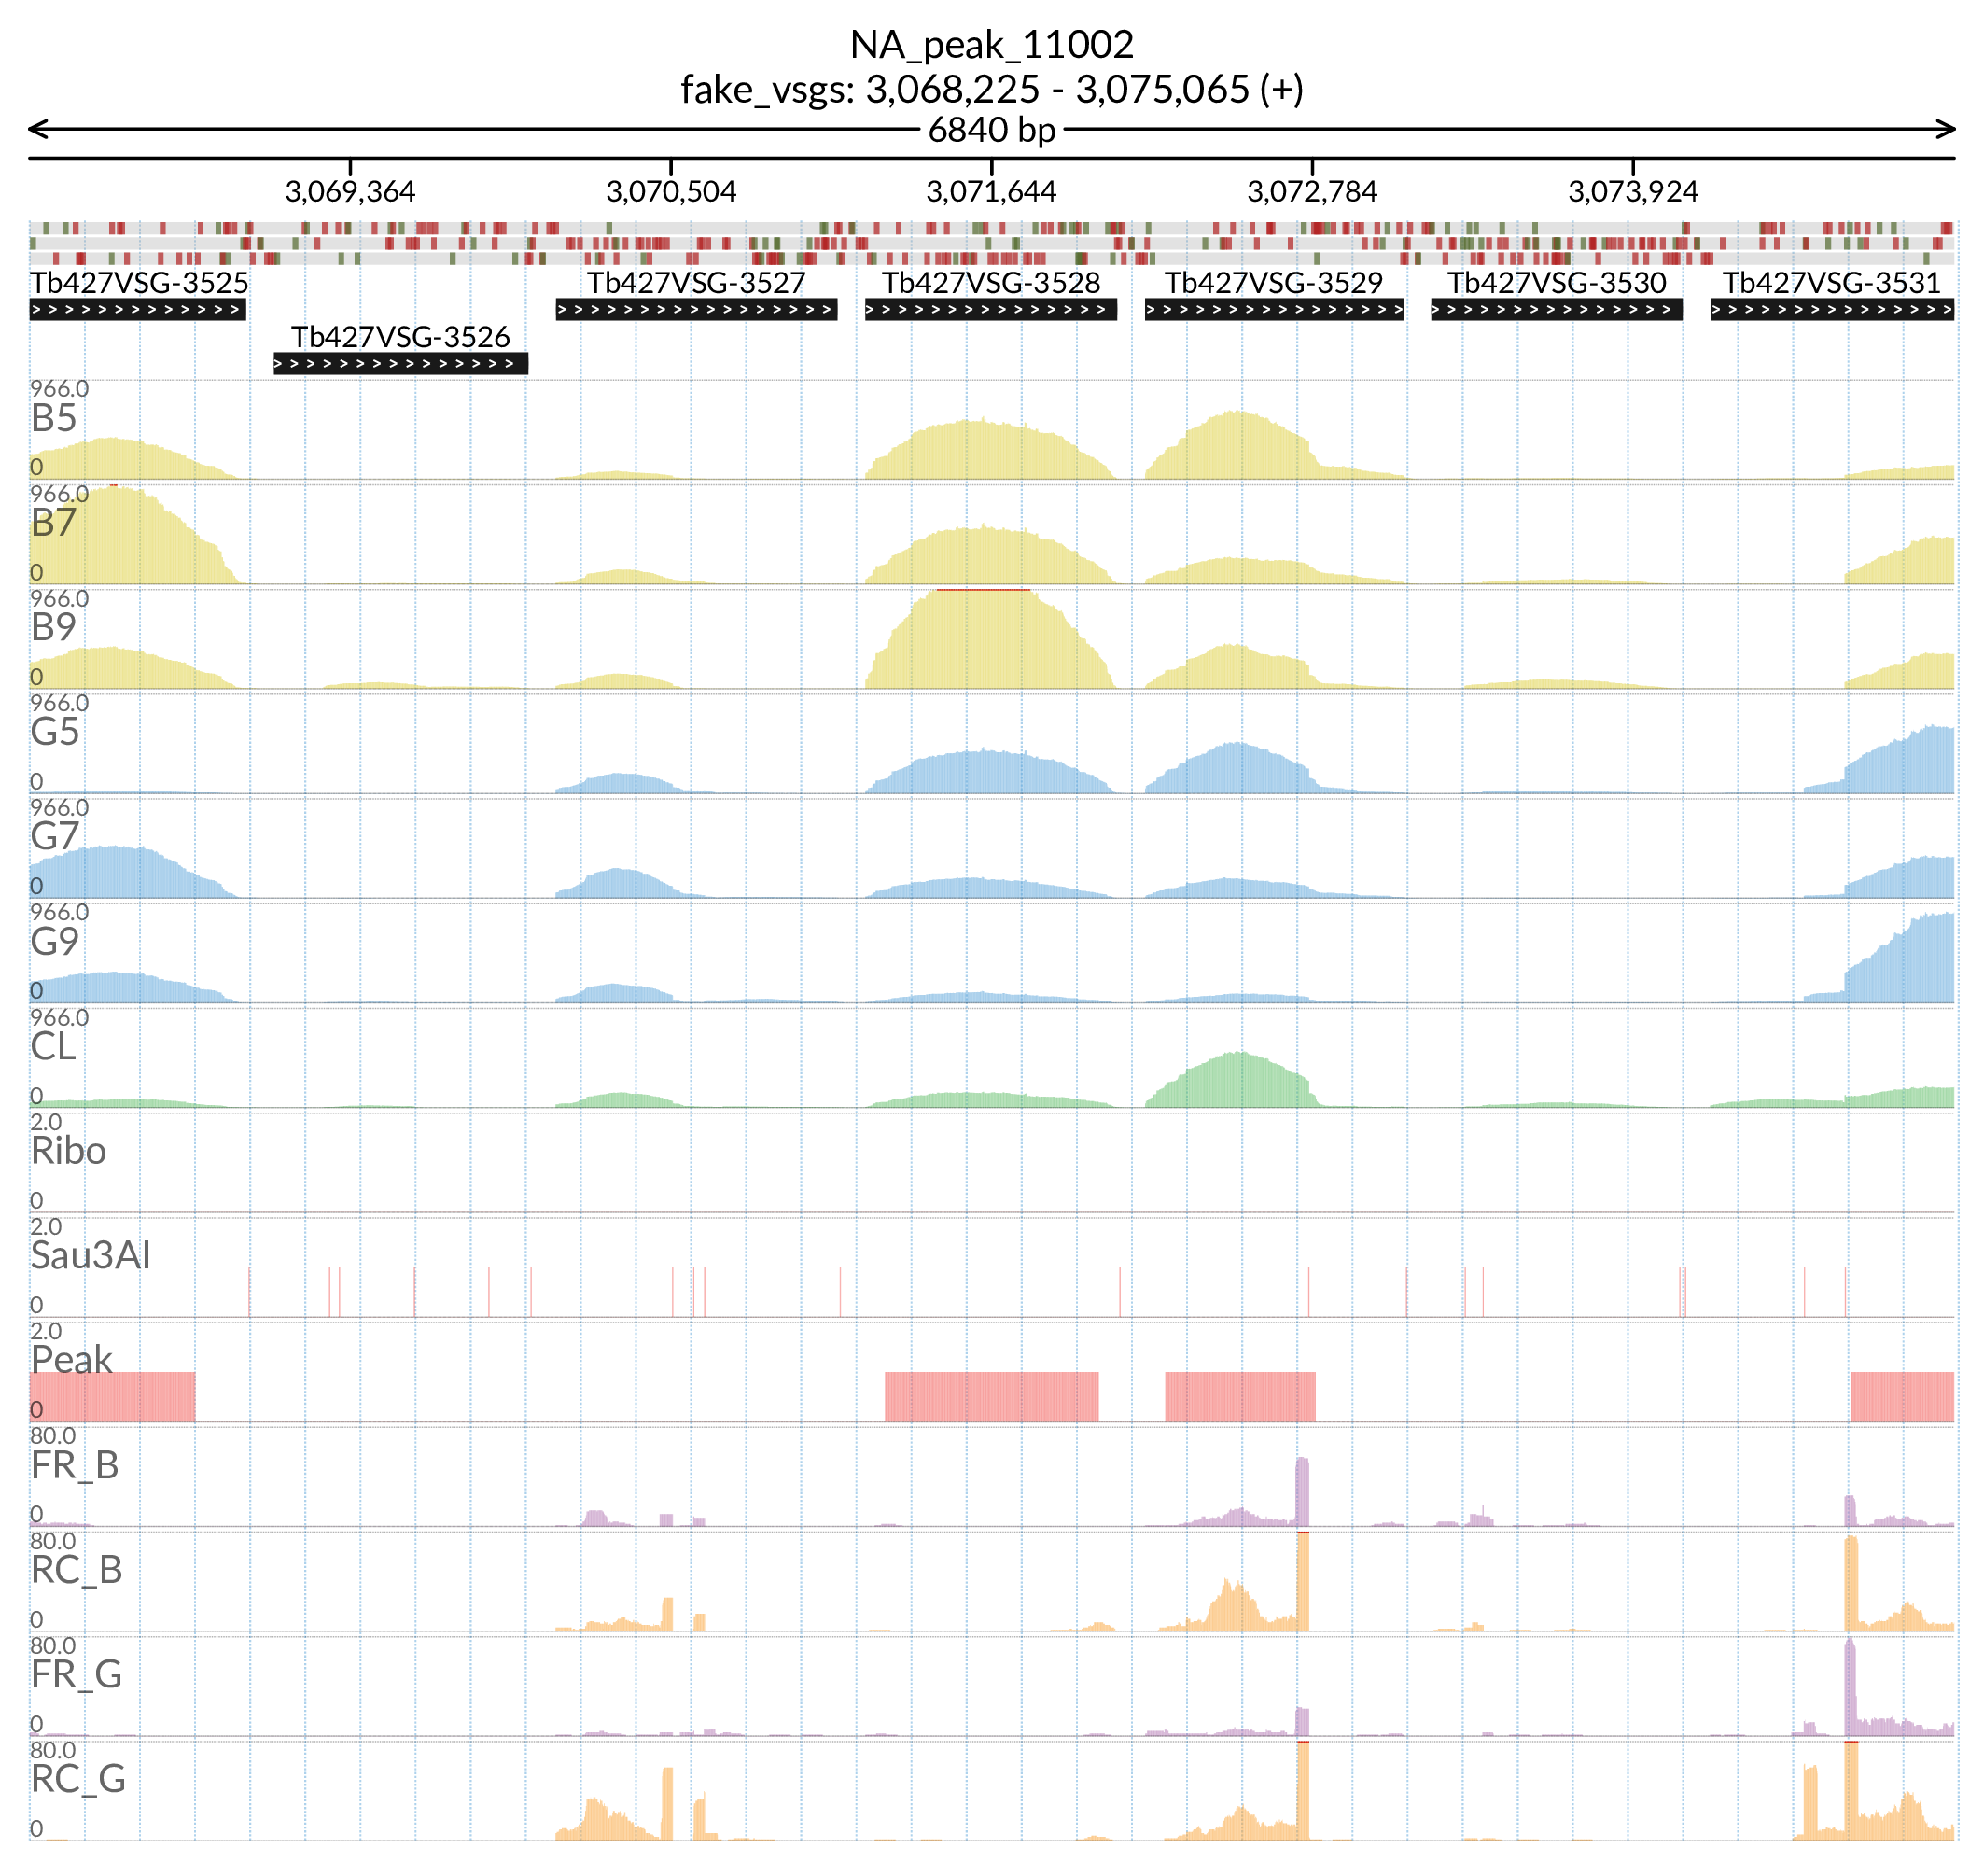 NA_peak_11002
fake_vsgs: 3,068,225 - 3,075,065 (+)
6840 bp
3,069,364 3,070,504 3,071,644 3,072,784 3,073,924
Tb427VSG-3525 Tb427VSG-3527 Tb427VSG-3528 Tb427VSG-3529 Tb427VSG-3530 Tb427VSG-3531
Tb427VSG-3526
966.0
B5
0
966.0
B7
0
966.0
B9
0
966.0
G5
0
966.0
G7
0
966.0
G9
0
966.0
CL
0
2.0
Ribo
0
2.0
Sau3AI
0
2.0
Peak
0
80.0
FR_B
0
80.0
RC_B
0
80.0
FR_G
0
80.0
RC_G
0